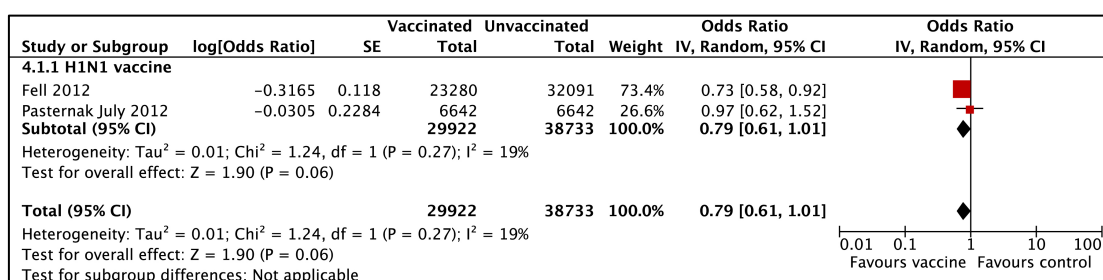 Vaccinated Unvaccinated Odds Ratio Odds Ratio
Study or Subgroup log[Odds Ratio] SE Total Total Weight IV, Random, 95% CI IV, Random, 95% CI
4.1.1 H1N1 vaccine
Fell 2012 −0.3165 0.118 23280 32091 73.4% 0.73 [0.58, 0.92]
Pasternak July 2012 −0.0305 0.2284 6642 6642 26.6% 0.97 [0.62, 1.52]
Subtotal (95% CI) 29922 38733 100.0% 0.79 [0.61, 1.01]
Heterogeneity: Tau² = 0.01; Chi² = 1.24, df = 1 (P = 0.27); I² = 19%
Test for overall effect: Z = 1.90 (P = 0.06)
Total (95% CI) 29922 38733 100.0% 0.79 [0.61, 1.01]
Heterogeneity: Tau² = 0.01; Chi² = 1.24, df = 1 (P = 0.27); I² = 19%
Test for overall effect: Z = 1.90 (P = 0.06)
Test for subgroup differences: Not applicable
0.01 0.1 1 10 100
Favours vaccine Favours control